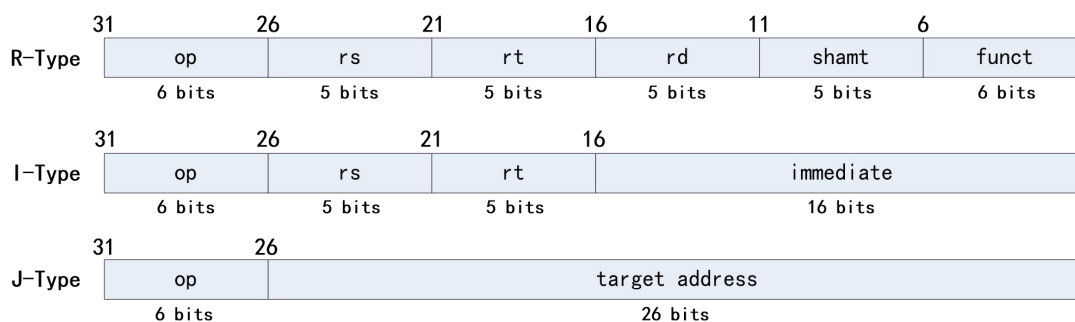 31 26 21 16 11 6
R-Type op rs rt rd shamt funct
6 bits 5 bits 5 bits 5 bits 5 bits 6 bits
31 26 21 16
I-Type op rs rt immediate
6 bits 5 bits 5 bits 16 bits
31 26
J-Type op target address
6 bits 26 bits